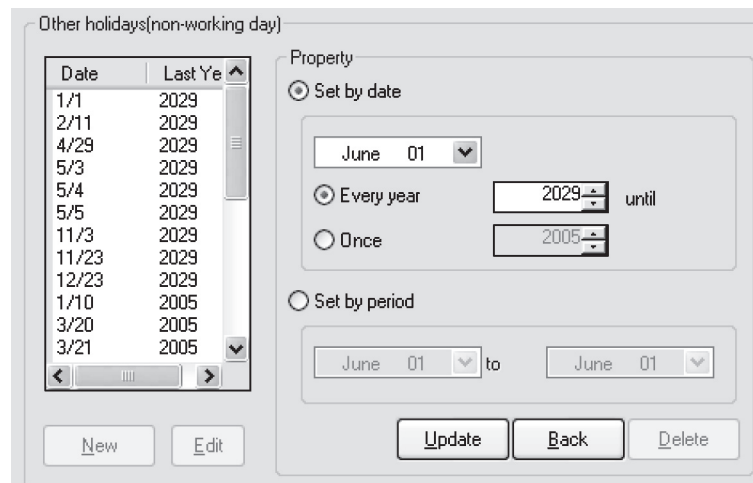 Other holidays(non-working day)
Date Last Ye
1/1 2029
2/11 2029
4/29 2029
5/3 2029
5/4 2029
5/5 2029
11/3 2029
11/23 2029
12/23 2029
1/10 2005
3/20 2005
3/21 2005
New Edit
Property
Set by date
June 01
Every year 2029 until
Once 2005
Set by period
June 01 to June 01
Update Back Delete